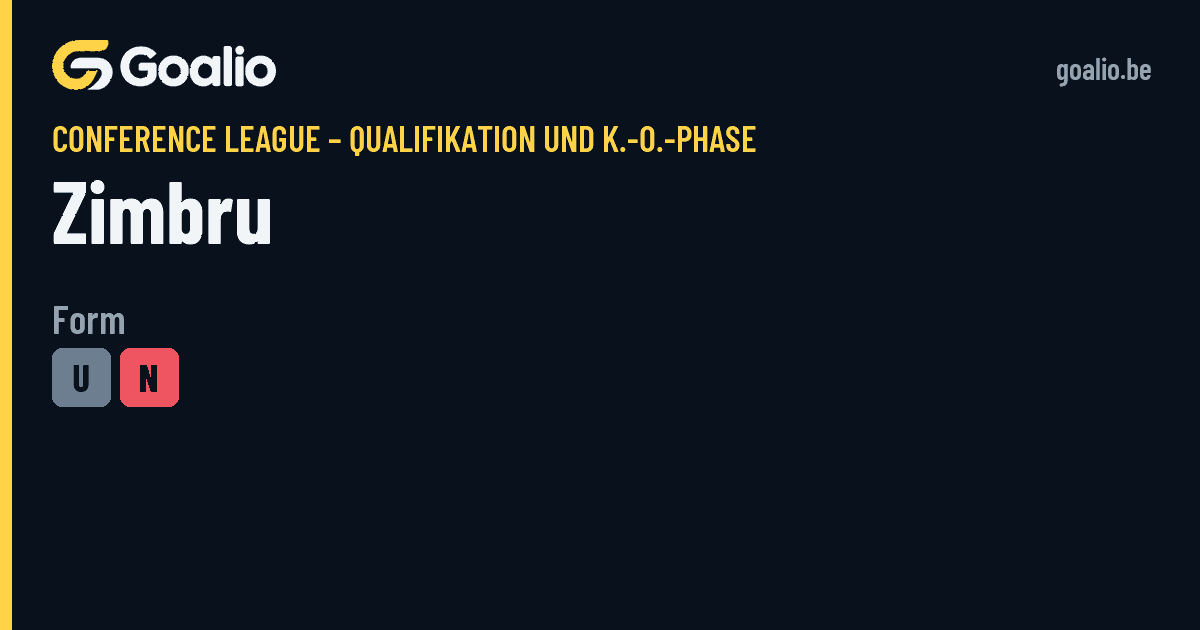 Goalio
goalio.be
CONFERENCE LEAGUE – QUALIFIKATION UND K.-O.-PHASE
Zimbru
Form
U N